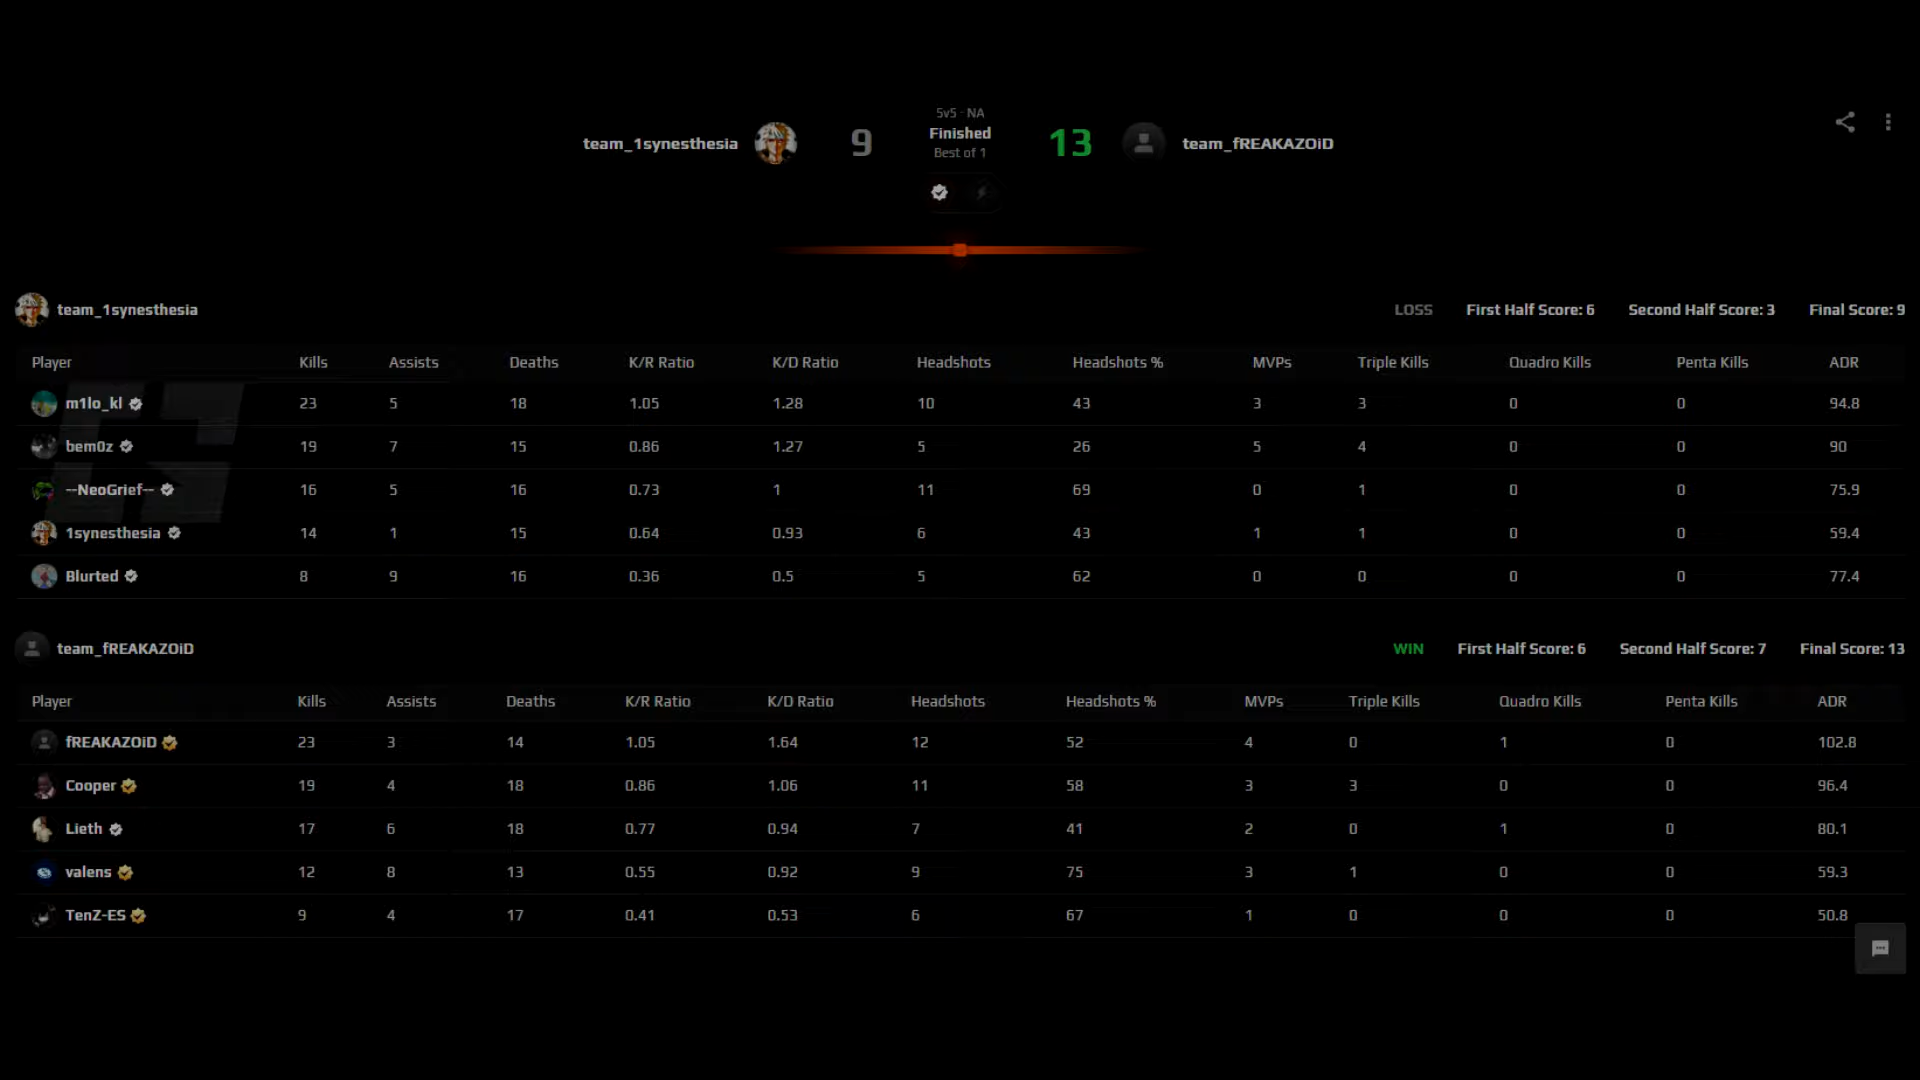 5v5 - NA
team_1synesthesia 9 Finished 13 team_fREAKAZOiD
Best of 1
team_1synesthesia LOSS First Half Score: 6 Second Half Score: 3 Final Score: 9
Player Kills Assists Deaths K/R Ratio K/D Ratio Headshots Headshots % MVPs Triple Kills Quadro Kills Penta Kills ADR
m1lo_kl 23 5 18 1.05 1.28 10 43 3 3 0 0 94.8
bem0z 19 7 15 0.86 1.27 5 26 5 4 0 0 90
--NeoGrief-- 16 5 16 0.73 1 11 69 0 1 0 0 75.9
1synesthesia 14 1 15 0.64 0.93 6 43 1 1 0 0 59.4
Blurted 8 9 16 0.36 0.5 5 62 0 0 0 0 77.4
team_fREAKAZOiD WIN First Half Score: 6 Second Half Score: 7 Final Score: 13
Player Kills Assists Deaths K/R Ratio K/D Ratio Headshots Headshots % MVPs Triple Kills Quadro Kills Penta Kills ADR
fREAKAZOiD 23 3 14 1.05 1.64 12 52 4 0 1 0 102.8
Cooper 19 4 18 0.86 1.06 11 58 3 3 0 0 96.4
Lieth 17 6 18 0.77 0.94 7 41 2 0 1 0 80.1
valens 12 8 13 0.55 0.92 9 75 3 1 0 0 59.3
TenZ-ES 9 4 17 0.41 0.53 6 67 1 0 0 0 50.8